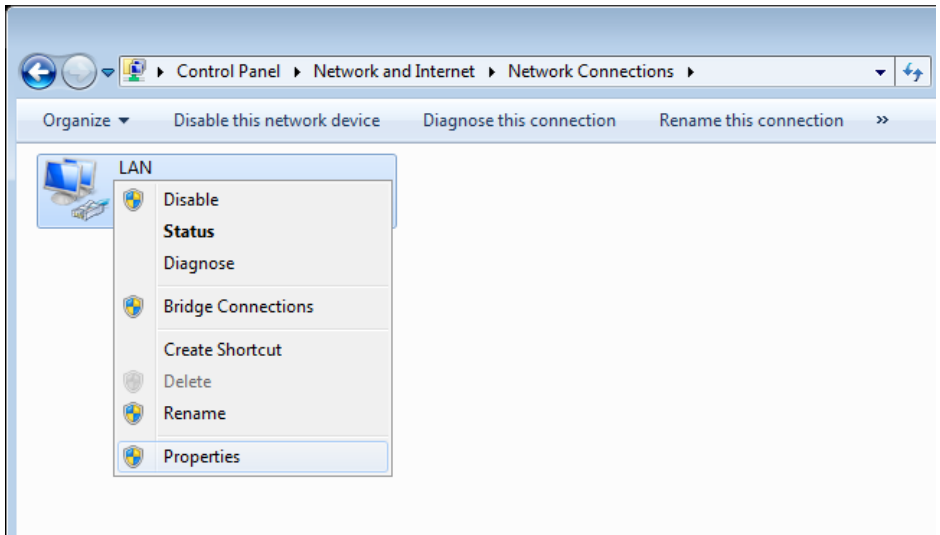 Control Panel Network and Internet Network Connections
Organize Disable this network device Diagnose this connection Rename this connection »
LAN
Disable
Status
Diagnose
Bridge Connections
Create Shortcut
Delete
Rename
Properties